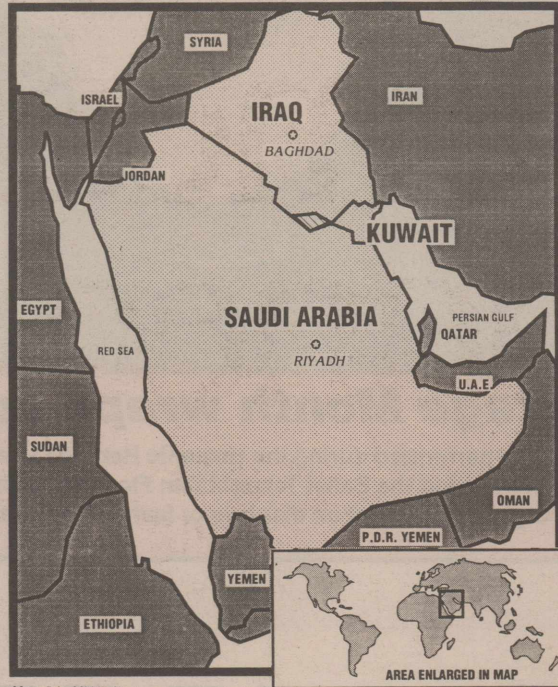 SYRIA
ISRAEL
IRAN
IRAQ
BAGHDAD
JORDAN
KUWAIT
EGYPT
SAUDI ARABIA
PERSIAN GULF
QATAR
RED SEA
RIYADH
U.A.E.
SUDAN
OMAN
P.D.R. YEMEN
YEMEN
ETHIOPIA
AREA ENLARGED IN MAP